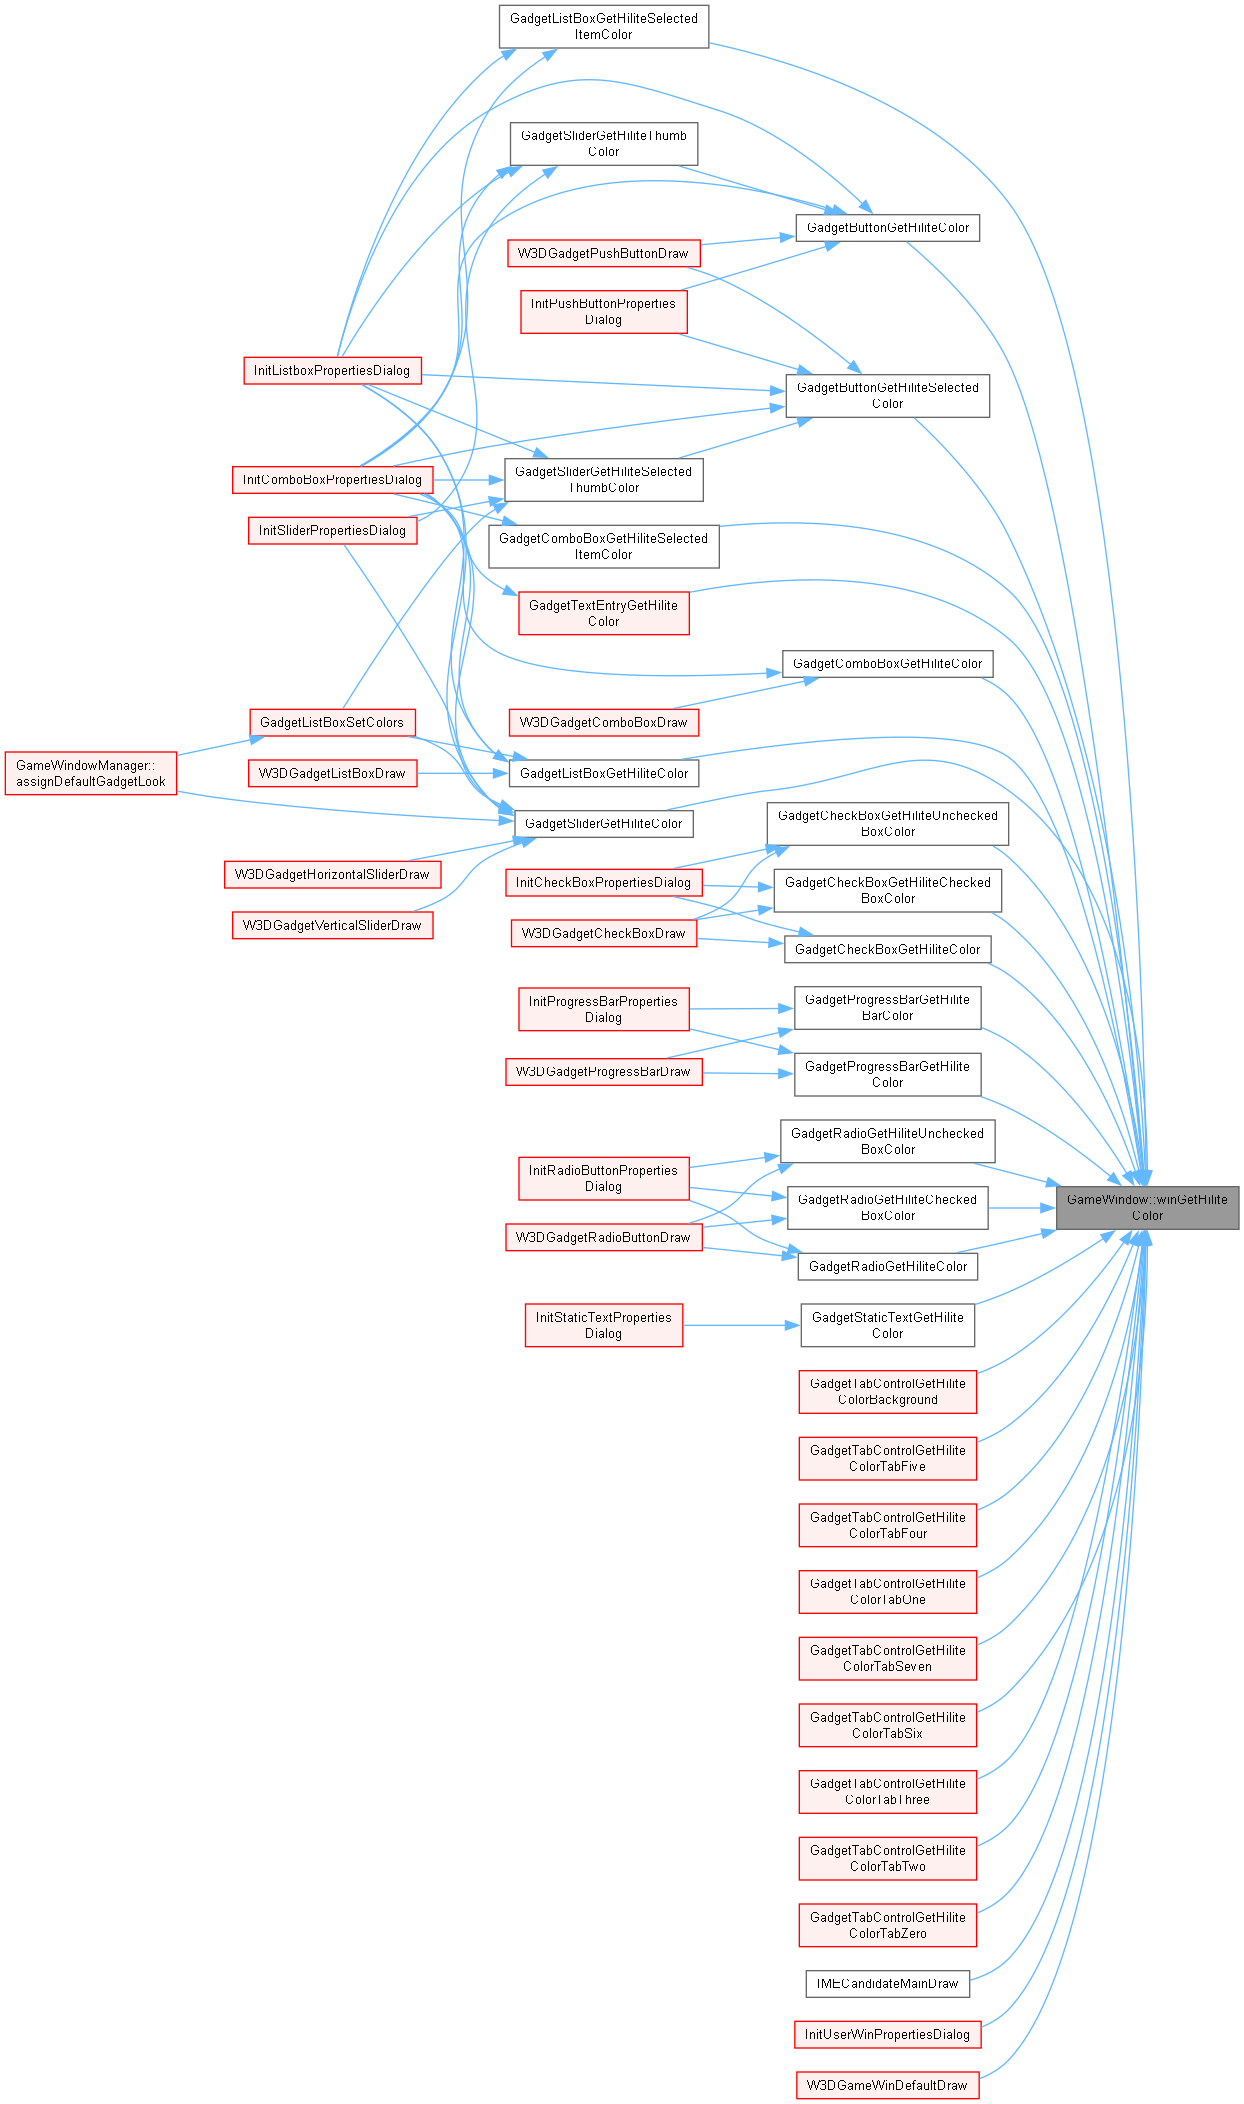 GadgetListBoxGetHiliteSelected
ItemColor
GadgetSliderGetHiliteThumb
Color
GadgetButtonGetHiliteColor
W3DGadgetPushButtonDraw
InitPushButtonProperties
Dialog
InitListboxPropertiesDialog
GadgetButtonGetHiliteSelected
Color
InitComboBoxPropertiesDialog
GadgetSliderGetHiliteSelected
ThumbColor
InitSliderPropertiesDialog
GadgetComboBoxGetHiliteSelected
ItemColor
GadgetTextEntryGetHilite
Color
GadgetComboBoxGetHiliteColor
GadgetListBoxSetColors
W3DGadgetComboBoxDraw
GameWindowManager::
assignDefaultGadgetLook
W3DGadgetListBoxDraw
GadgetListBoxGetHiliteColor
GadgetSliderGetHiliteColor
GadgetCheckBoxGetHiliteUnchecked
BoxColor
W3DGadgetHorizontalSliderDraw
InitCheckBoxPropertiesDialog
GadgetCheckBoxGetHiliteChecked
BoxColor
W3DGadgetVerticalSliderDraw
W3DGadgetCheckBoxDraw
GadgetCheckBoxGetHiliteColor
InitProgressBarProperties
Dialog
GadgetProgressBarGetHilite
BarColor
W3DGadgetProgressBarDraw
GadgetProgressBarGetHilite
Color
GadgetRadioGetHiliteUnchecked
BoxColor
InitRadioButtonProperties
Dialog
GadgetRadioGetHiliteChecked
BoxColor
GameWindow::winGetHilite
Color
W3DGadgetRadioButtonDraw
GadgetRadioGetHiliteColor
InitStaticTextProperties
Dialog
GadgetStaticTextGetHilite
Color
GadgetTabControlGetHilite
ColorBackground
GadgetTabControlGetHilite
ColorTabFive
GadgetTabControlGetHilite
ColorTabFour
GadgetTabControlGetHilite
ColorTabOne
GadgetTabControlGetHilite
ColorTabSeven
GadgetTabControlGetHilite
ColorTabSix
GadgetTabControlGetHilite
ColorTabThree
GadgetTabControlGetHilite
ColorTabTwo
GadgetTabControlGetHilite
ColorTabZero
IMECandidateMainDraw
InitUserWinPropertiesDialog
W3DGameWinDefaultDraw